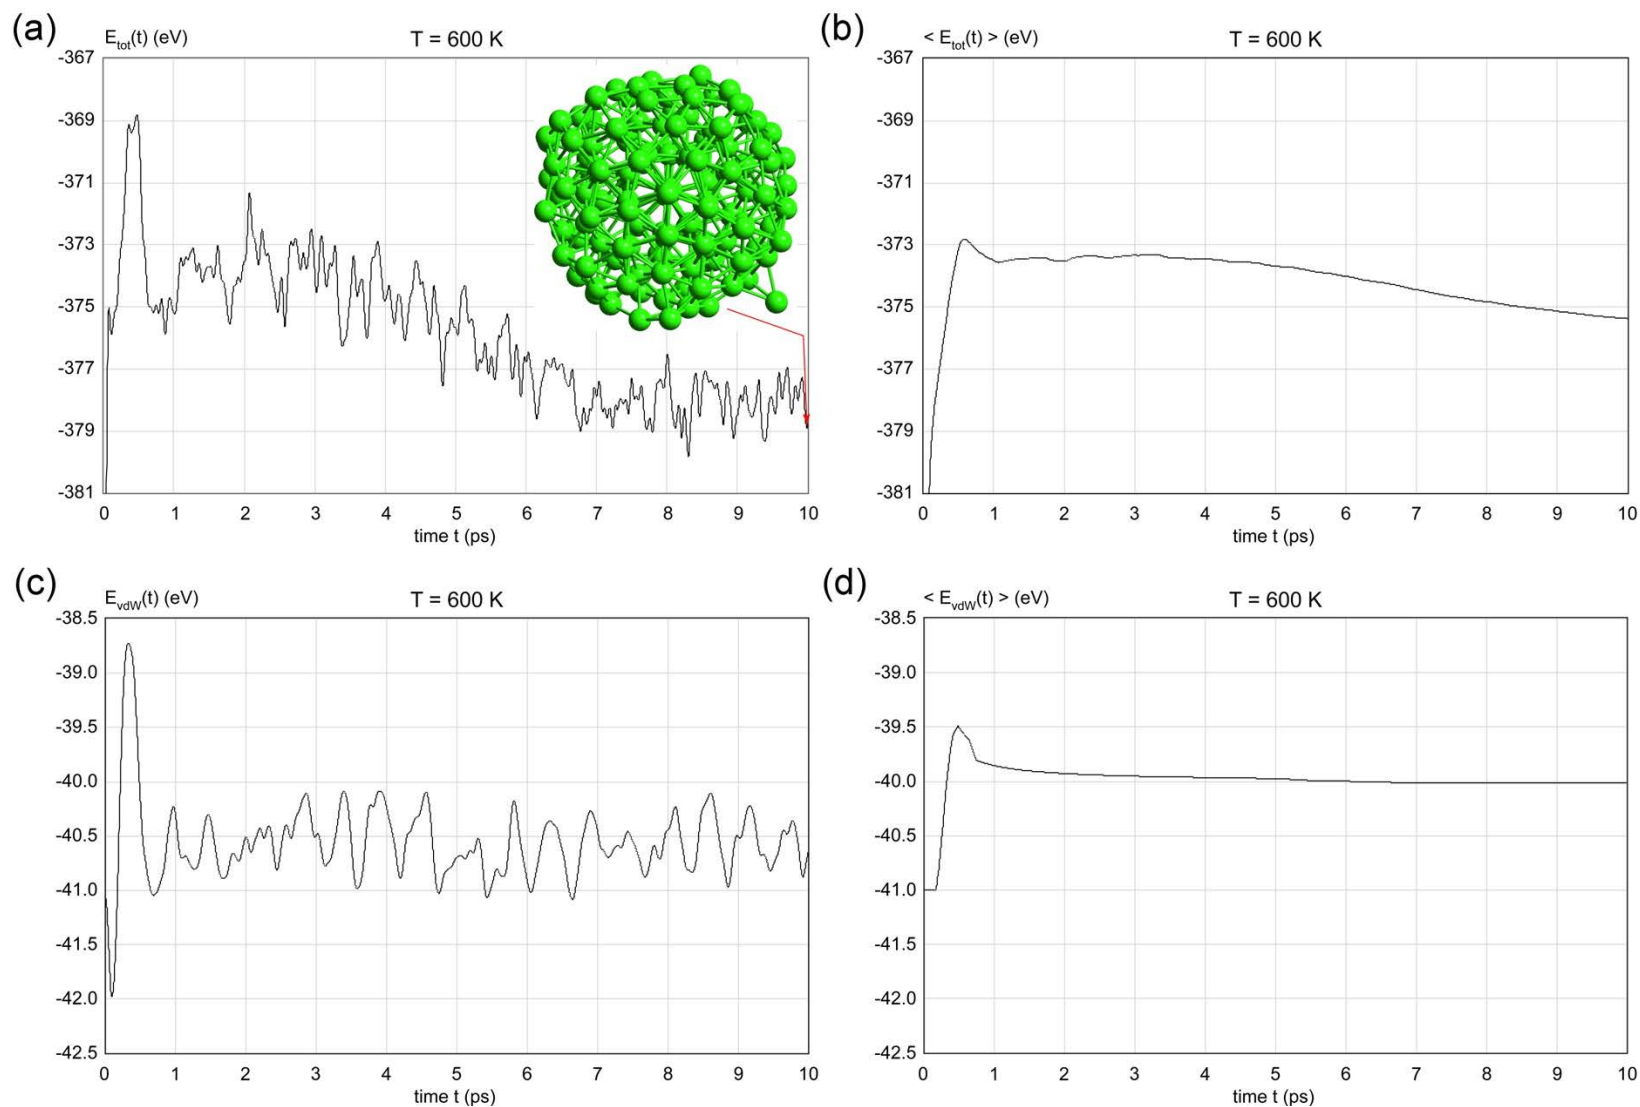 (a)
E_tot(t) (eV)
T = 600 K
-367
-369
-371
-373
-375
-377
-379
-381
0 1 2 3 4 5 6 7 8 9 10
time t (ps)
(b)
< E_tot(t) > (eV)
T = 600 K
-367
-369
-371
-373
-375
-377
-379
-381
0 1 2 3 4 5 6 7 8 9 10
time t (ps)
(c)
E_vdW(t) (eV)
T = 600 K
-38.5
-39.0
-39.5
-40.0
-40.5
-41.0
-41.5
-42.0
-42.5
0 1 2 3 4 5 6 7 8 9 10
time t (ps)
(d)
< E_vdW(t) > (eV)
T = 600 K
-38.5
-39.0
-39.5
-40.0
-40.5
-41.0
-41.5
-42.0
-42.5
0 1 2 3 4 5 6 7 8 9 10
time t (ps)